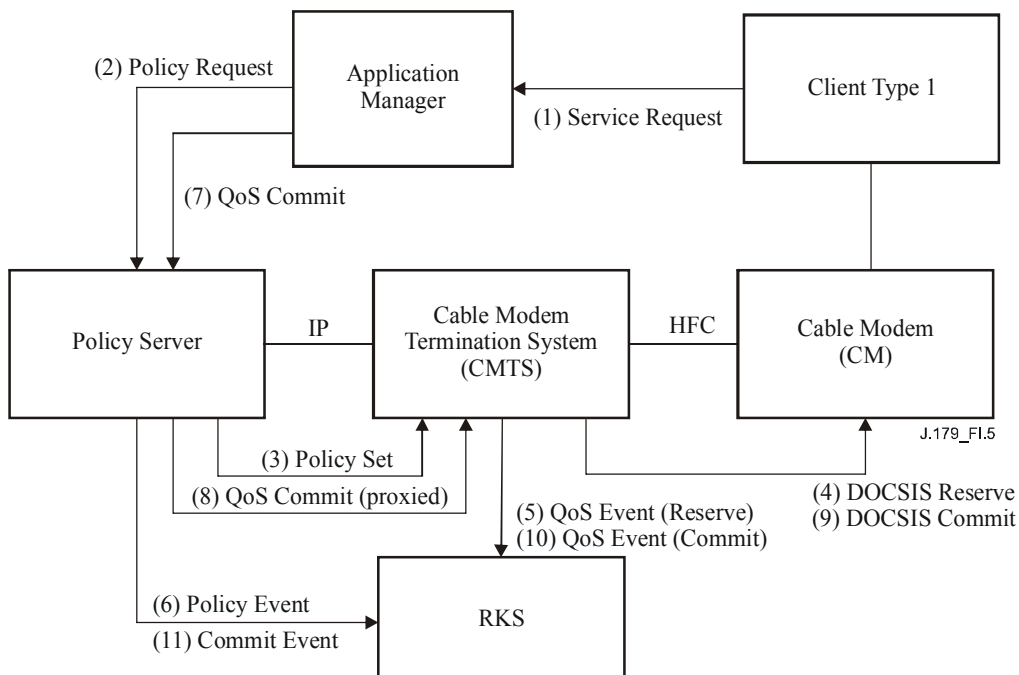 (2) Policy Request
Application
Manager
Client Type 1
(1) Service Request
(7) QoS Commit
Policy Server
IP
Cable Modem
Termination System
(CMTS)
HFC
Cable Modem
(CM)
J.179_FI.5
(3) Policy Set
(8) QoS Commit (proxied)
(4) DOCSIS Reserve
(9) DOCSIS Commit
(5) QoS Event (Reserve)
(10) QoS Event (Commit)
(6) Policy Event
(11) Commit Event
RKS